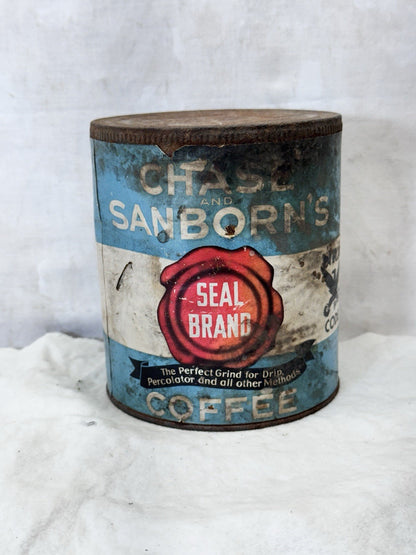 CHASE
AND
SANBORN'S
SEAL
BRAND
The Perfect Grind for Drip,
Percolator and all other Methods
COFFEE